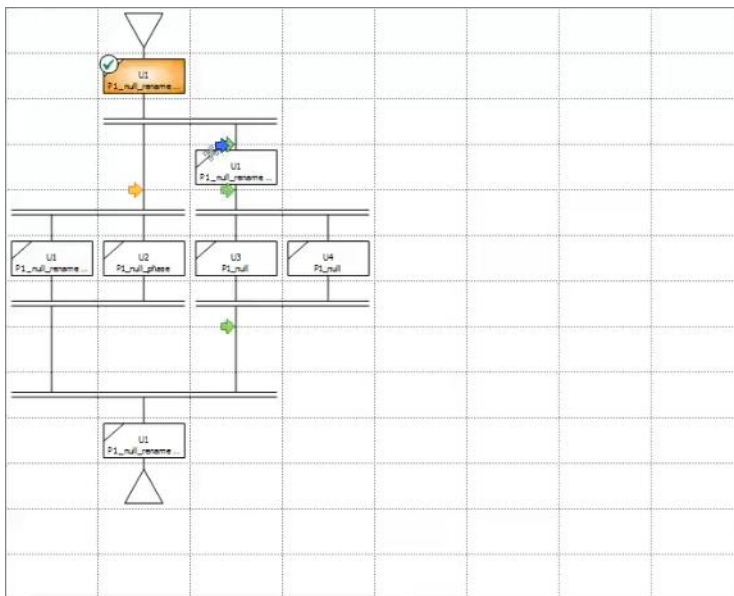 U1
P1_null_rename ...
U1
P1_null_rename ...
U1
P1_null_rename ...
U2
P1_null_phase
U3
P1_null
U4
P1_null
U1
P1_null_rename ...